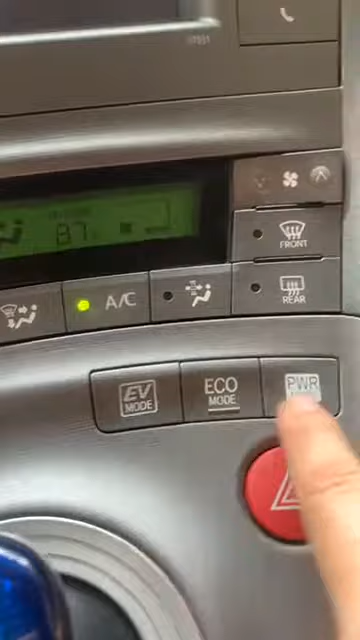 87
FRONT
A/C
REAR
EV
MODE
ECO
MODE
PWR